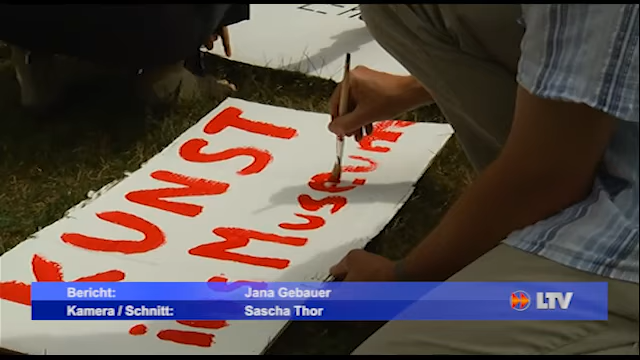 KUNST
ins Museum
Bericht: Jana Gebauer
Kamera / Schnitt: Sascha Thor
LTV